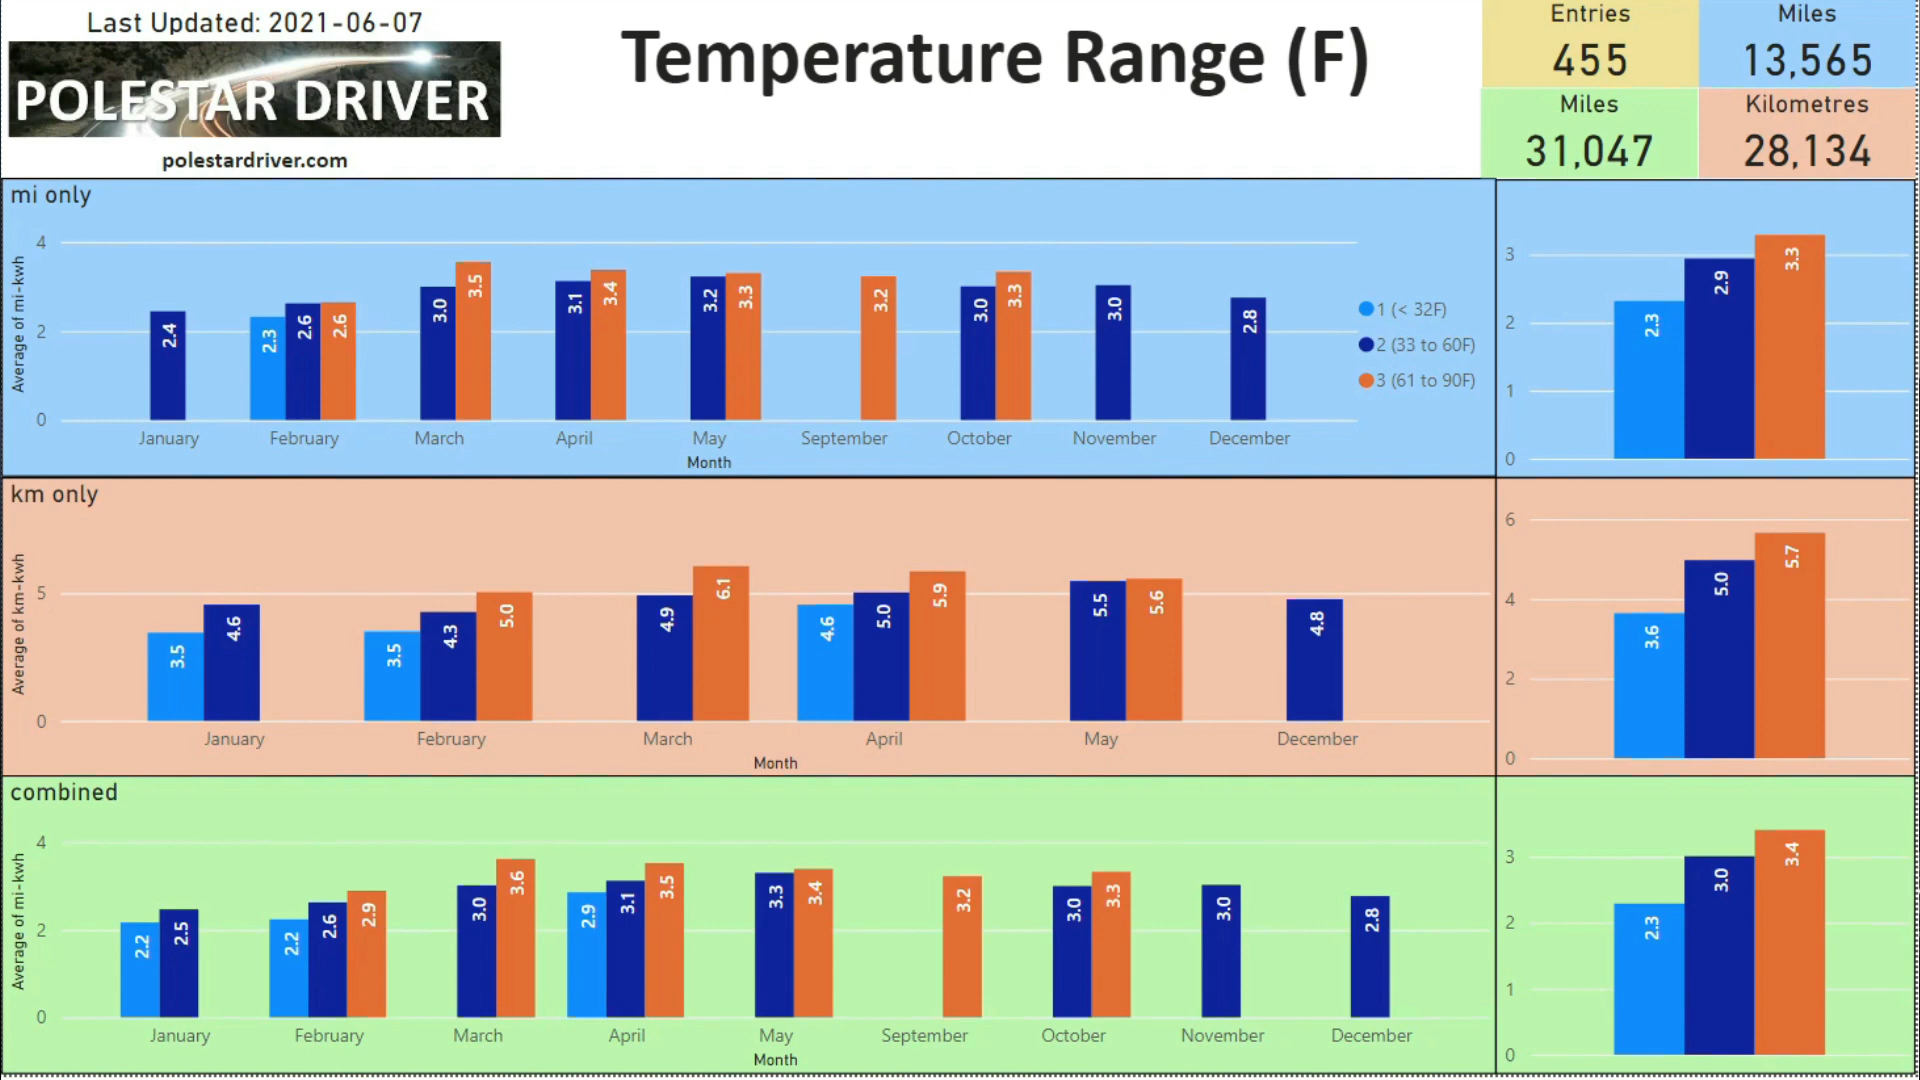 Last Updated: 2021-06-07
POLESTAR DRIVER
polestardriver.com
Temperature Range (F)
Entries
455
Miles
13,565
Miles
31,047
Kilometres
28,134
mi only
Average of mi-kwh
4
2
0
2.4
2.3
2.6
2.6
3.0
3.5
3.1
3.4
3.2
3.3
3.2
3.0
3.3
3.0
2.8
January
February
March
April
May
September
October
November
December
Month
1 (< 32F)
2 (33 to 60F)
3 (61 to 90F)
3
2
1
0
2.3
2.9
3.3
km only
Average of km-kwh
5
0
3.5
4.6
3.5
4.3
5.0
4.9
6.1
4.6
5.0
5.9
5.5
5.6
4.8
January
February
March
April
May
December
Month
6
4
2
0
3.6
5.0
5.7
combined
Average of mi-kwh
4
2
0
2.2
2.5
2.2
2.6
2.9
3.0
3.6
2.9
3.1
3.5
3.3
3.4
3.2
3.0
3.3
3.0
2.8
January
February
March
April
May
September
October
November
December
Month
3
2
1
0
2.3
3.0
3.4